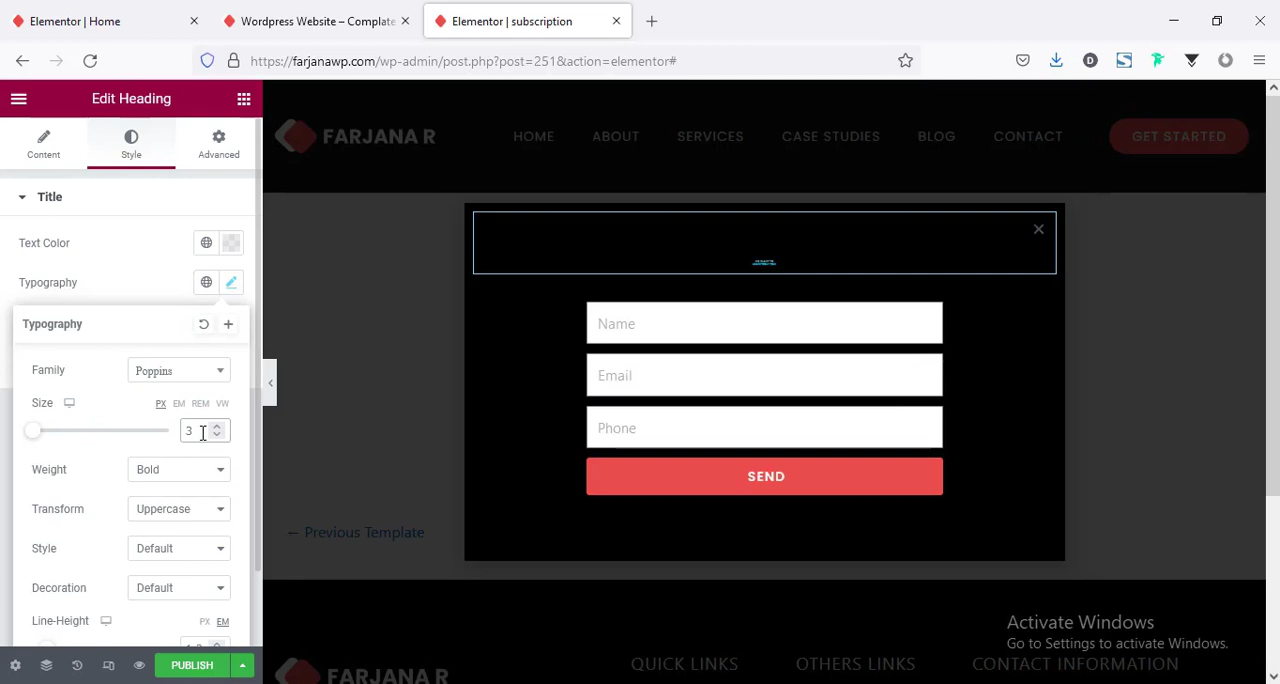 Elementor | Home
Wordpress Website – Complate
Elementor | subscription
https://farjanawp.com/wp-admin/post.php?post=251&action=elementor#
Edit Heading
Content
Style
Advanced
Title
Text Color
Typography
Typography
Family
Poppins
Size
PX EM REM VW
3
Weight
Bold
Transform
Uppercase
Style
Default
Decoration
Default
Line-Height
PX EM
PUBLISH
FARJANA R
HOME
ABOUT
SERVICES
CASE STUDIES
BLOG
CONTACT
GET STARTED
Name
Email
Phone
SEND
← Previous Template
Activate Windows
Go to Settings to activate Windows.
FARJANA R
QUICK LINKS
OTHERS LINKS
CONTACT INFORMATION